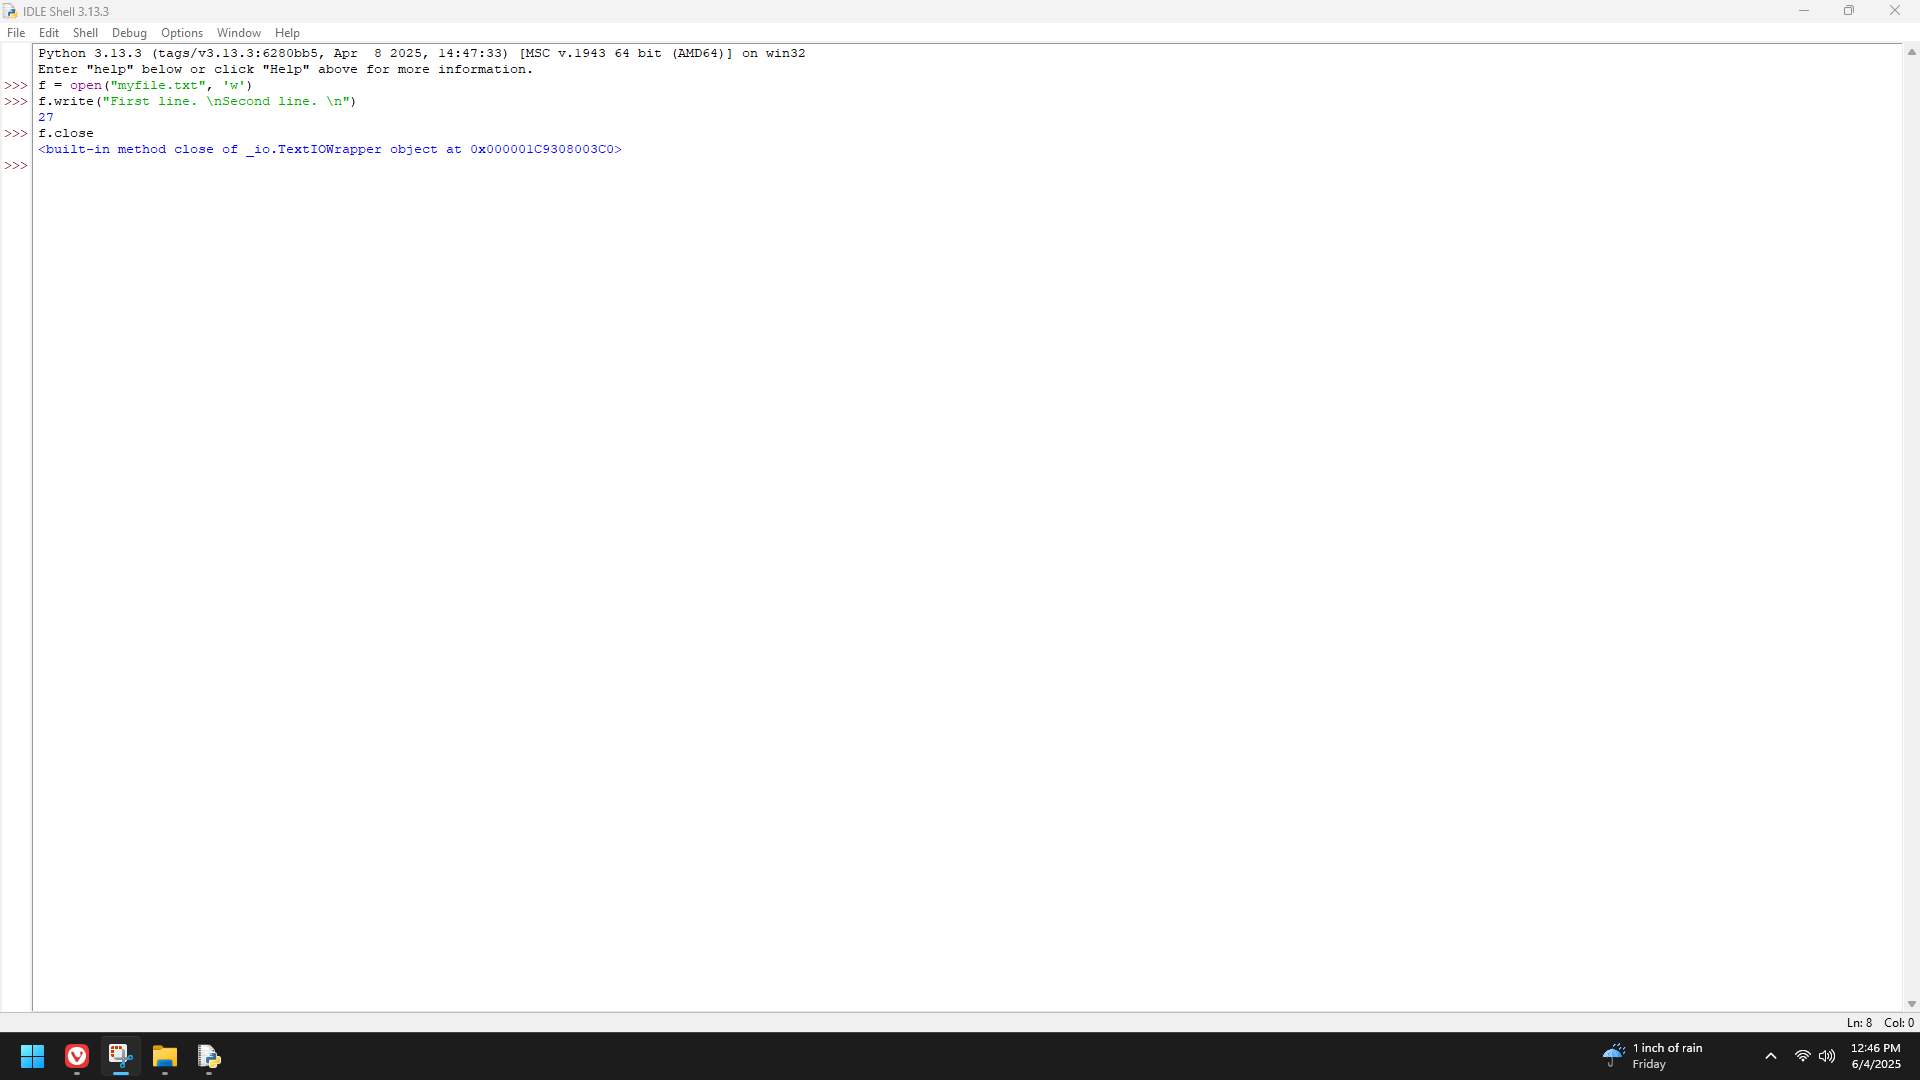 IDLE Shell 3.13.3
File Edit Shell Debug Options Window Help
Python 3.13.3 (tags/v3.13.3:6280bb5, Apr  8 2025, 14:47:33) [MSC v.1943 64 bit (AMD64)] on win32
Enter "help" below or click "Help" above for more information.
>>> f = open("myfile.txt", 'w')
>>> f.write("First line. \nSecond line. \n")
27
>>> f.close
<built-in method close of _io.TextIOWrapper object at 0x000001C9308003C0>
>>>
Ln: 8 Col: 0
1 inch of rain
Friday
12:46 PM
6/4/2025